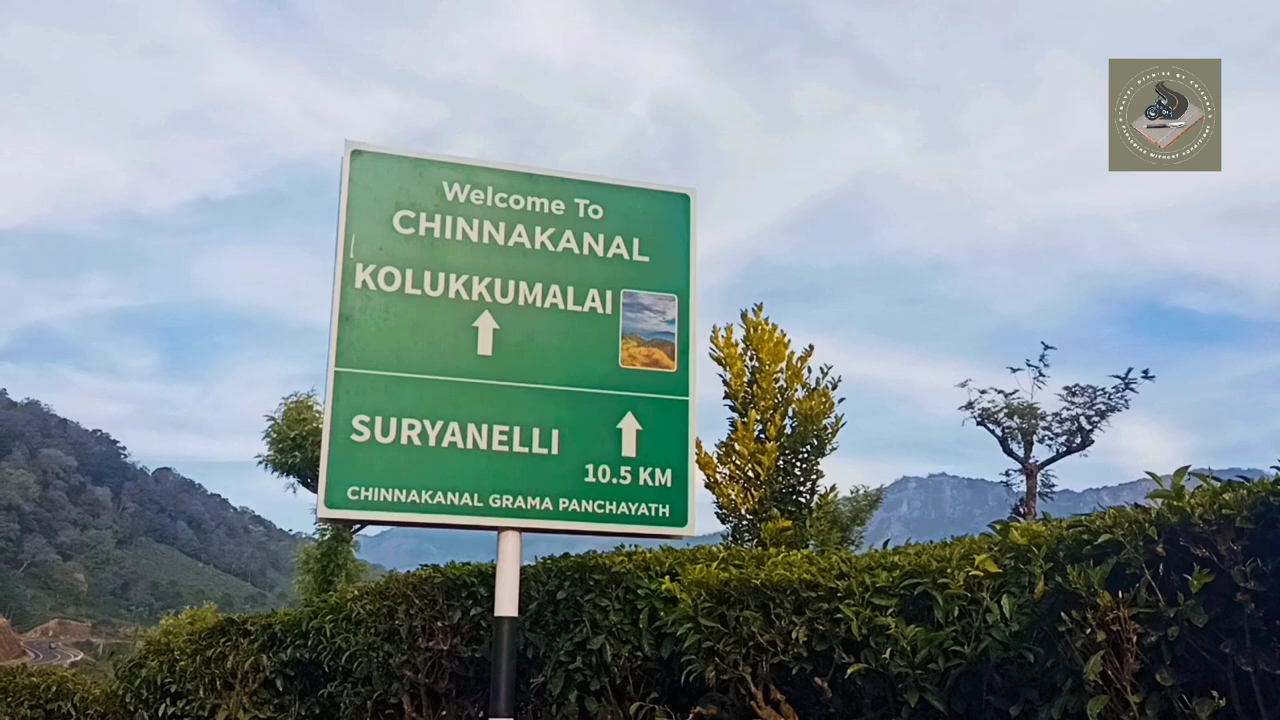 Welcome To
CHINNAKANAL
KOLUKKUMALAI
SURYANELLI
10.5 KM
CHINNAKANAL GRAMA PANCHAYATH